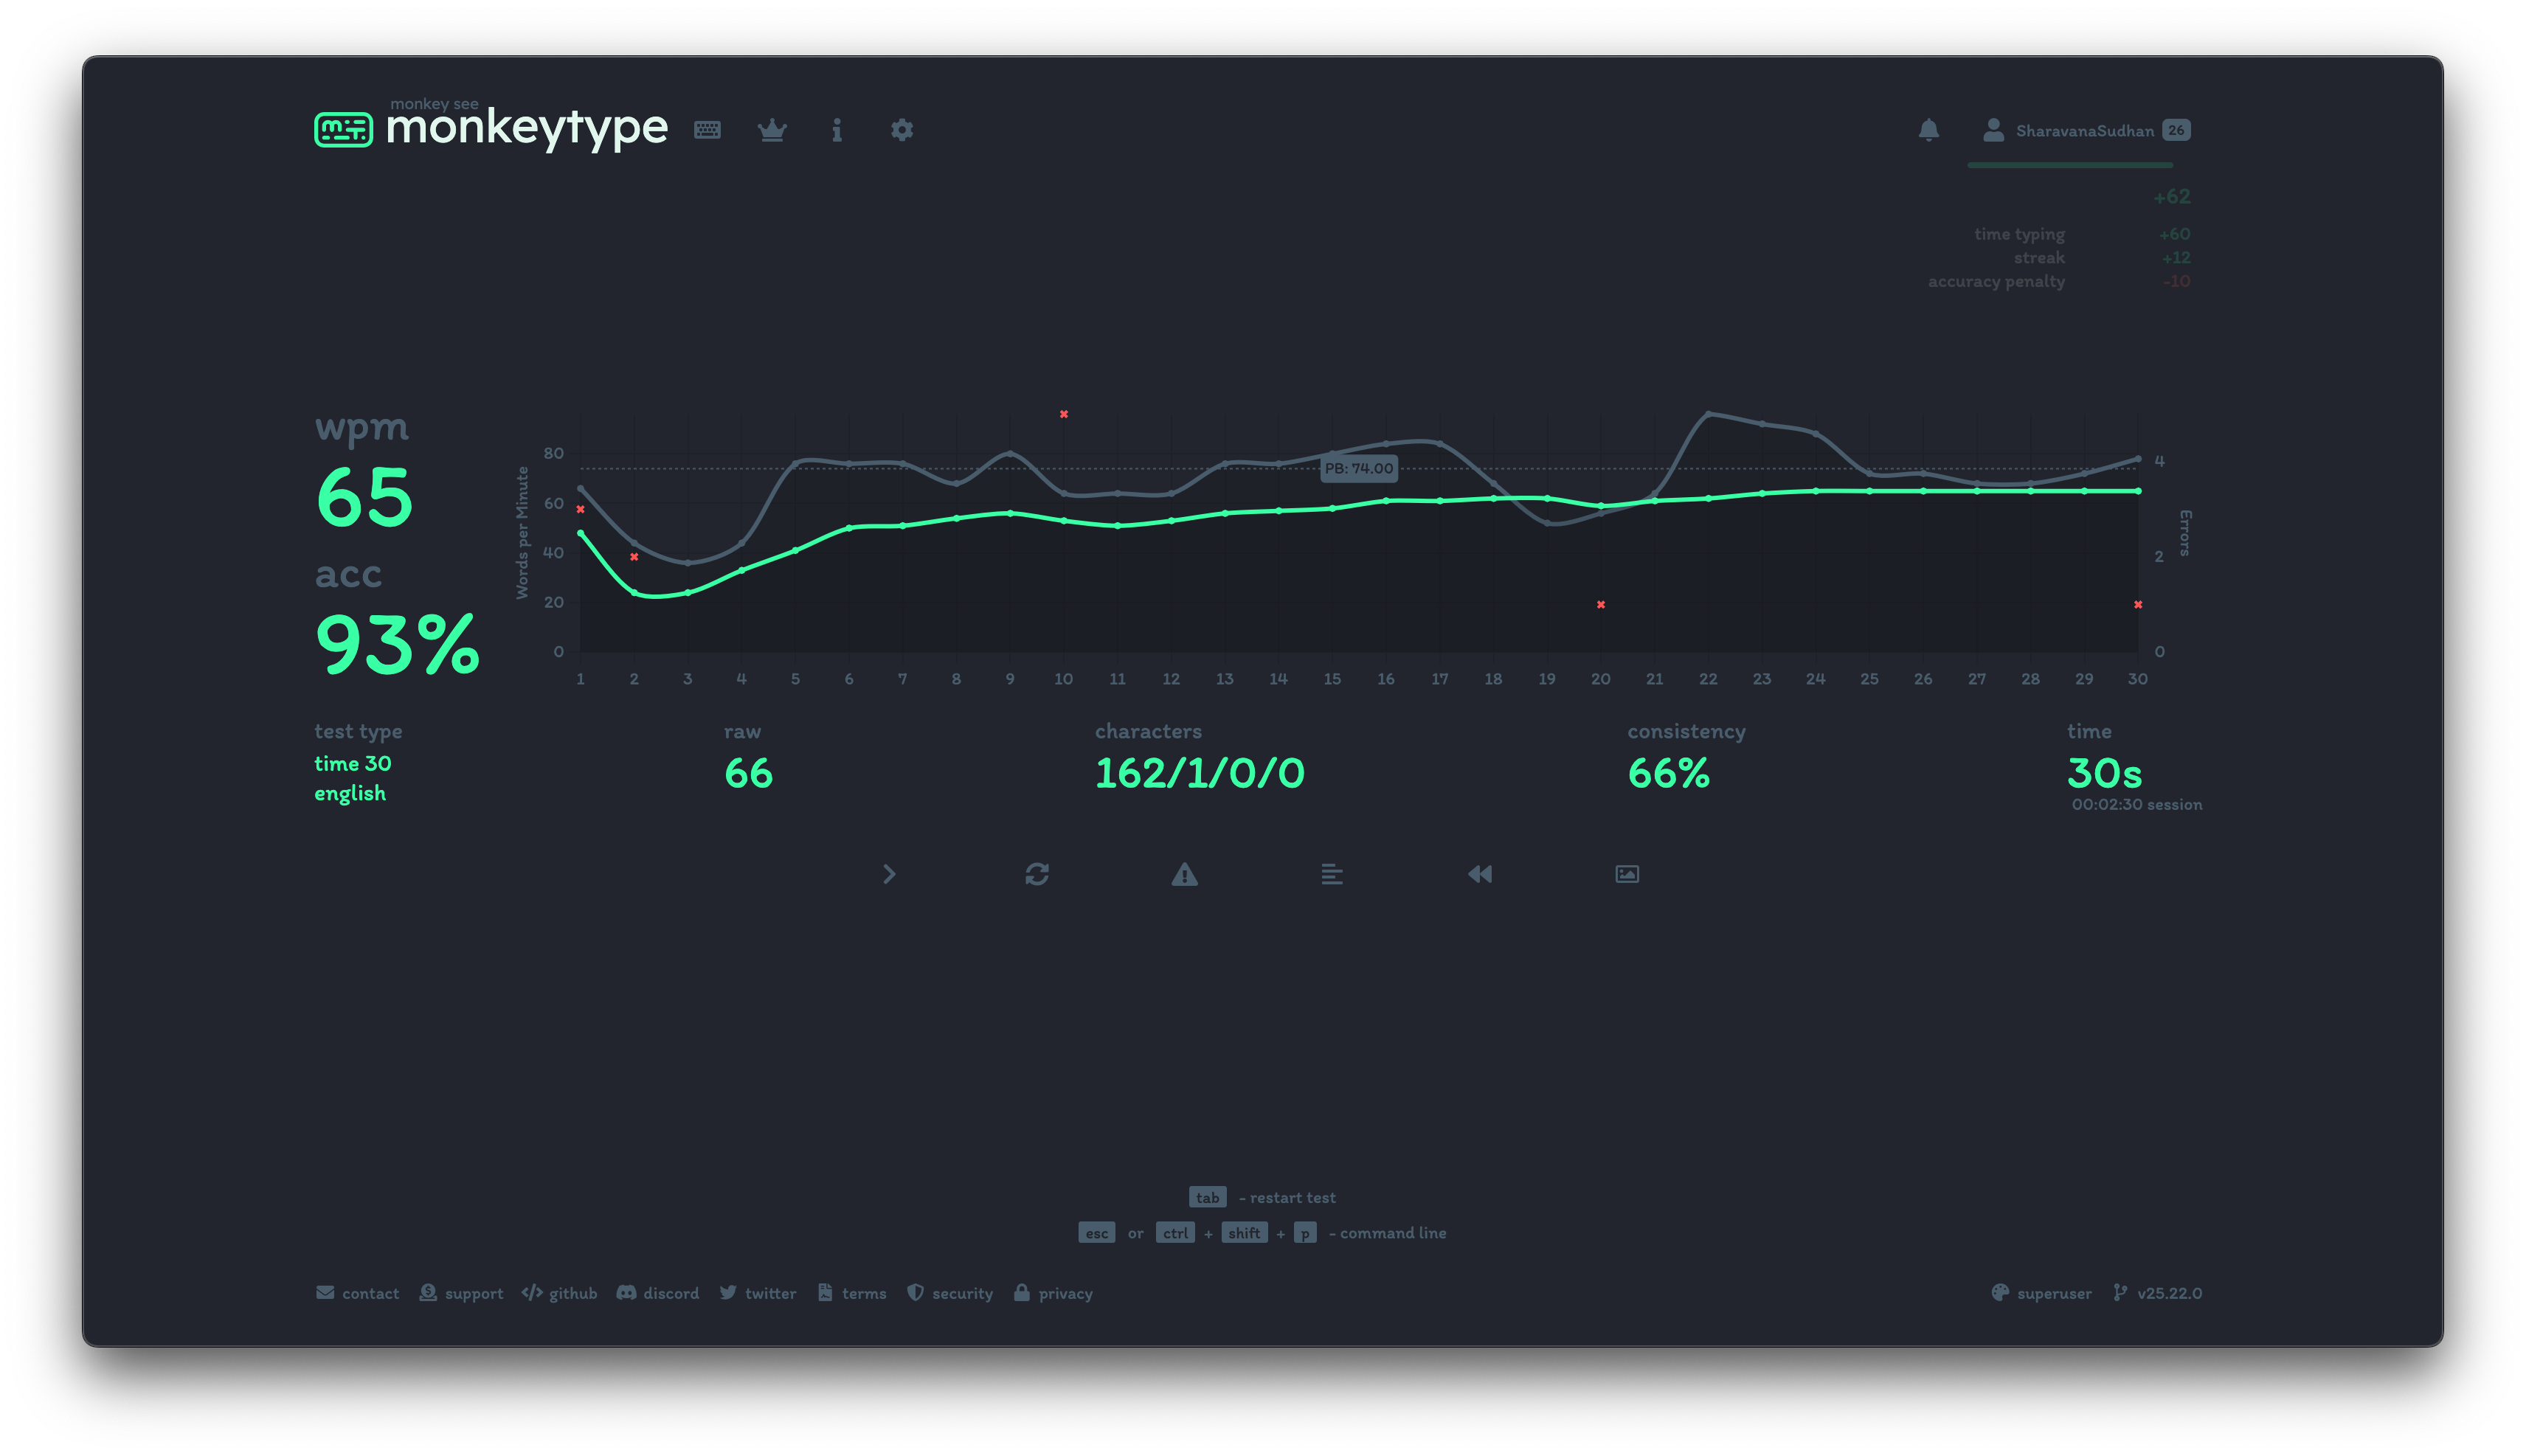 monkey see
monkeytype
SharavanaSudhan 26
+62
time typing +60
streak +12
accuracy penalty -10
wpm
65
acc
93%
Words per Minute
80
60
40
20
0
PB: 74.00
4
2
0
Errors
1 2 3 4 5 6 7 8 9 10 11 12 13 14 15 16 17 18 19 20 21 22 23 24 25 26 27 28 29 30
test type
time 30
english
raw
66
characters
162/1/0/0
consistency
66%
time
30s
00:02:30 session
tab - restart test
esc or ctrl + shift + p - command line
contact support github discord twitter terms security privacy
superuser v25.22.0